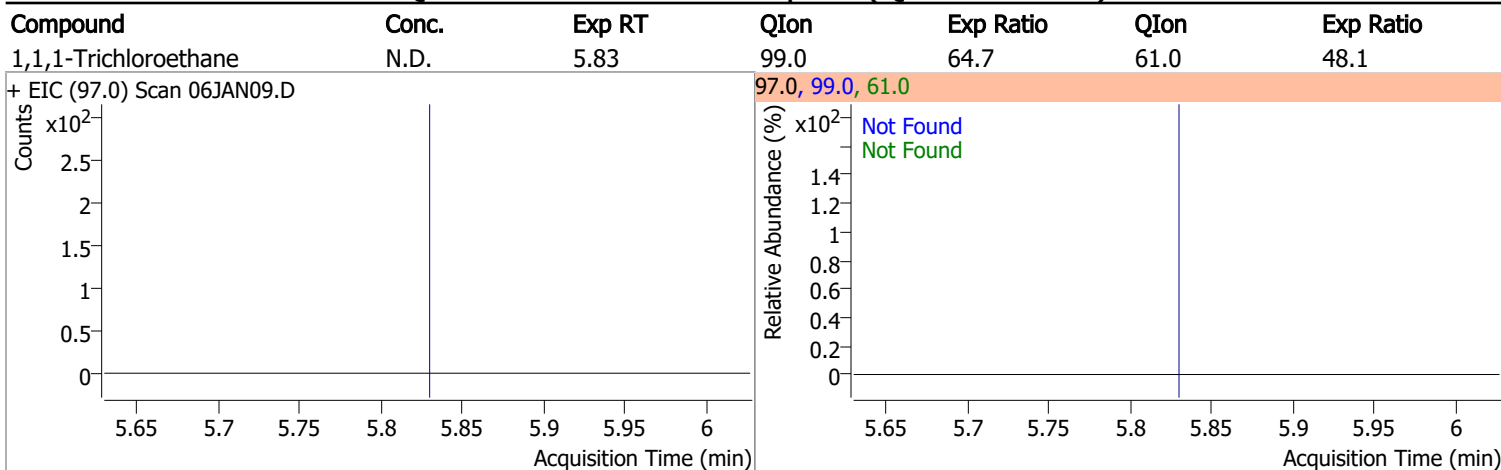 Compound Conc. Exp RT QIon Exp Ratio QIon Exp Ratio
1,1,1-Trichloroethane N.D. 5.83 99.0 64.7 61.0 48.1
+ EIC (97.0) Scan 06JAN09.D
Counts
x10²
2.5
2
1.5
1
0.5
0
5.65 5.7 5.75 5.8 5.85 5.9 5.95 6
Acquisition Time (min)
97.0, 99.0, 61.0
Relative Abundance (%)
x10²
Not Found
Not Found
1.4
1.2
1
0.8
0.6
0.4
0.2
0
5.65 5.7 5.75 5.8 5.85 5.9 5.95 6
Acquisition Time (min)